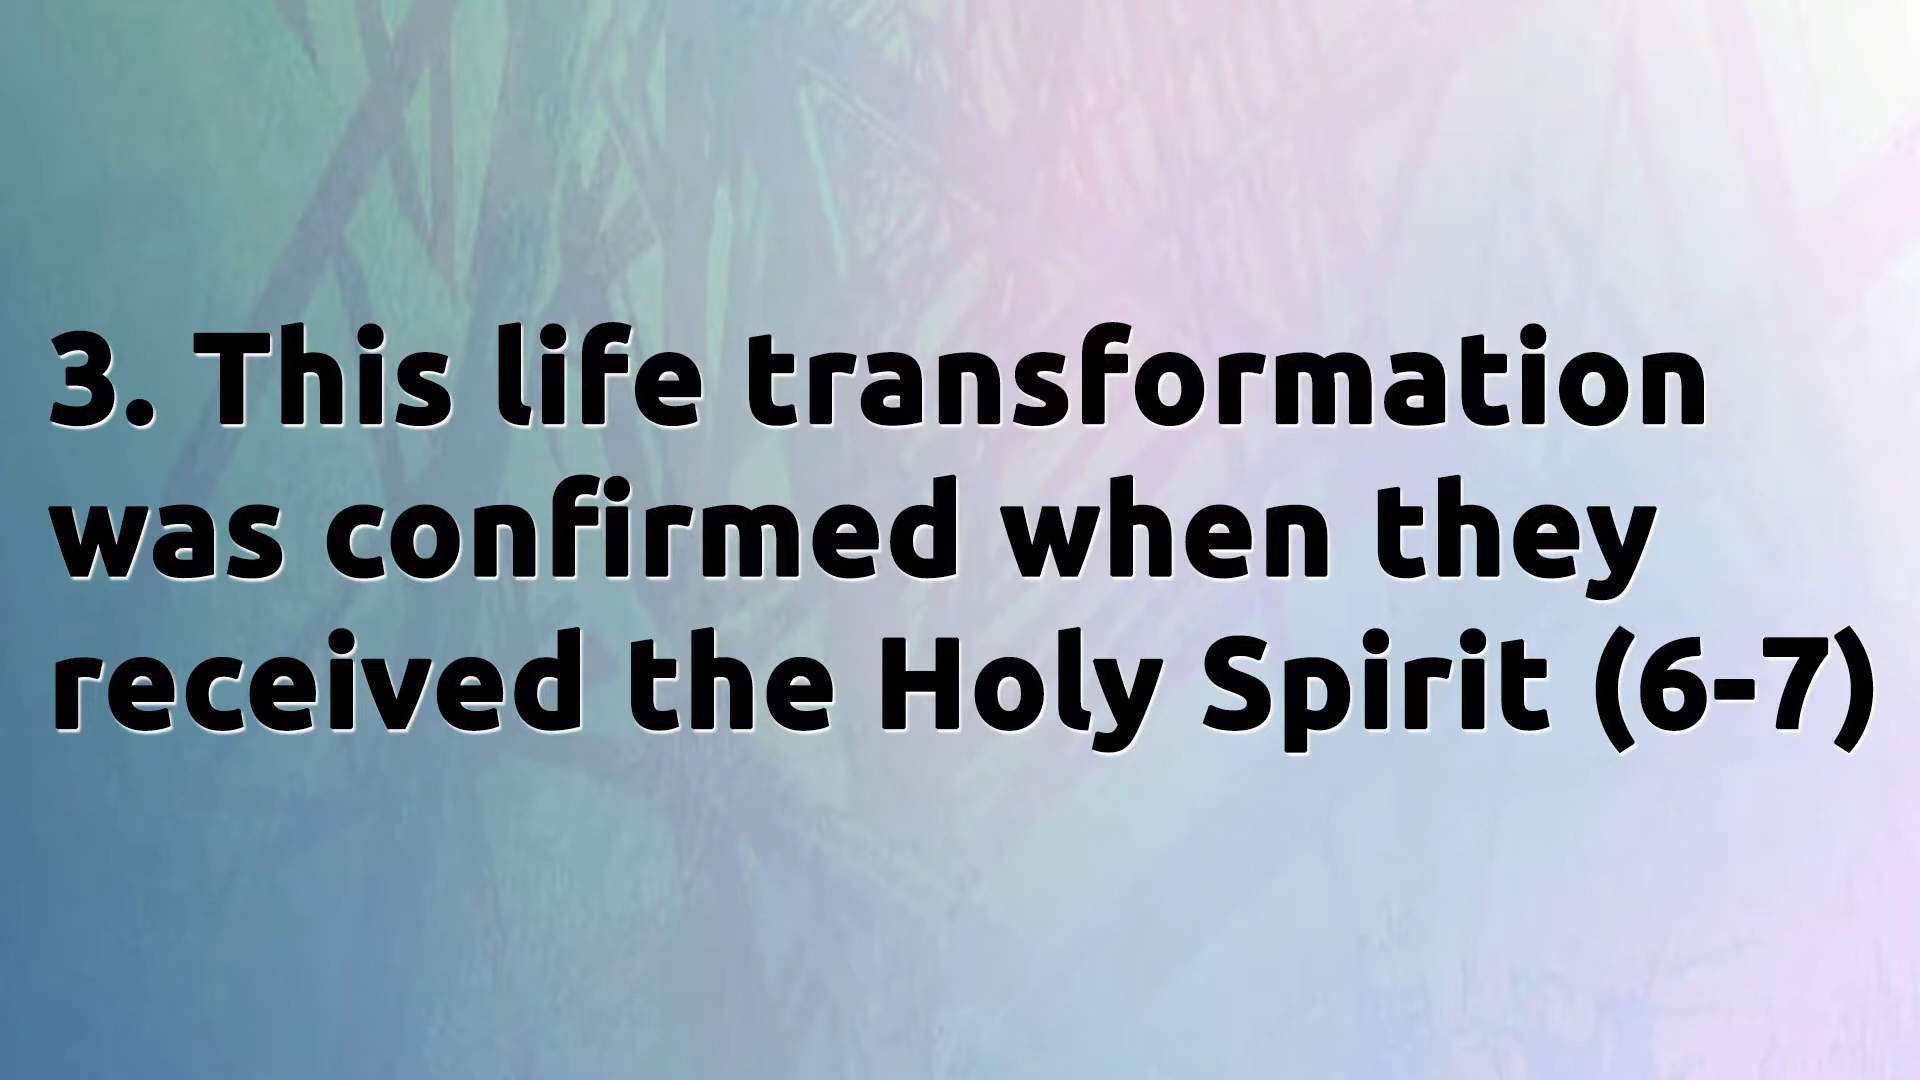 3. This life transformation
was confirmed when they
received the Holy Spirit (6-7)